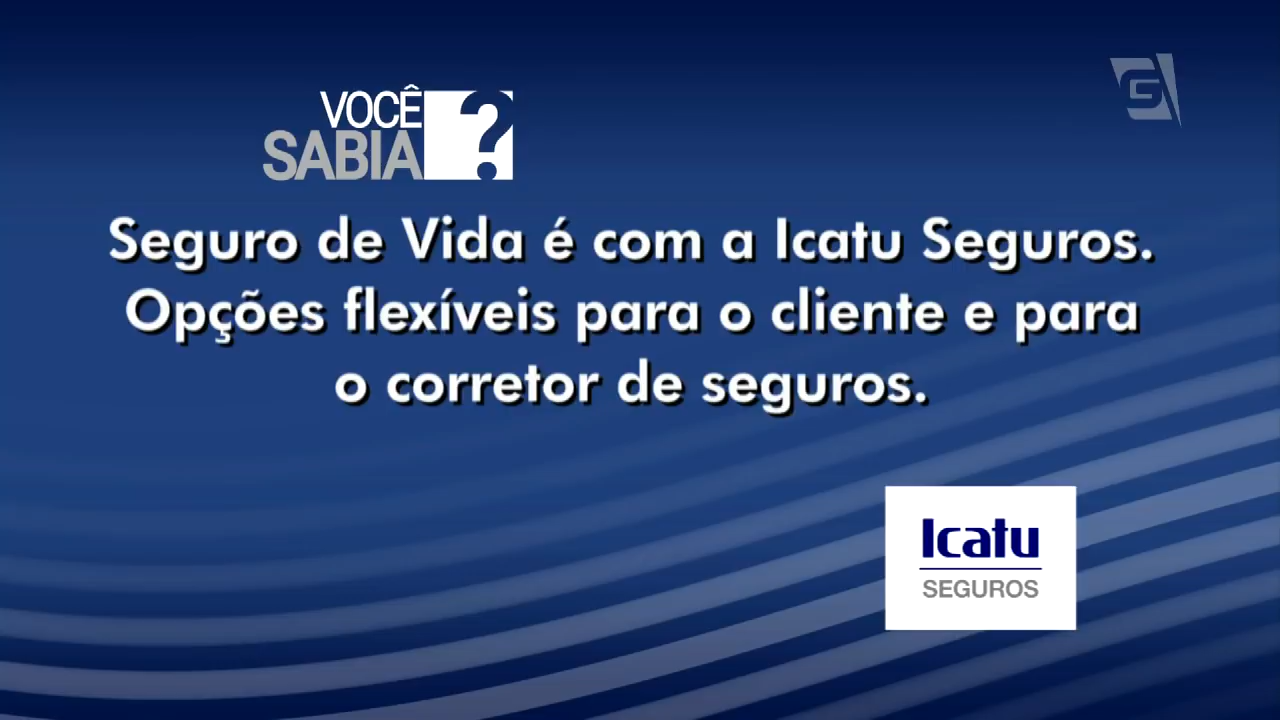 VOCÊ
SABIA?
Seguro de Vida é com a Icatu Seguros.
Opções flexíveis para o cliente e para
o corretor de seguros.
Icatu
SEGUROS